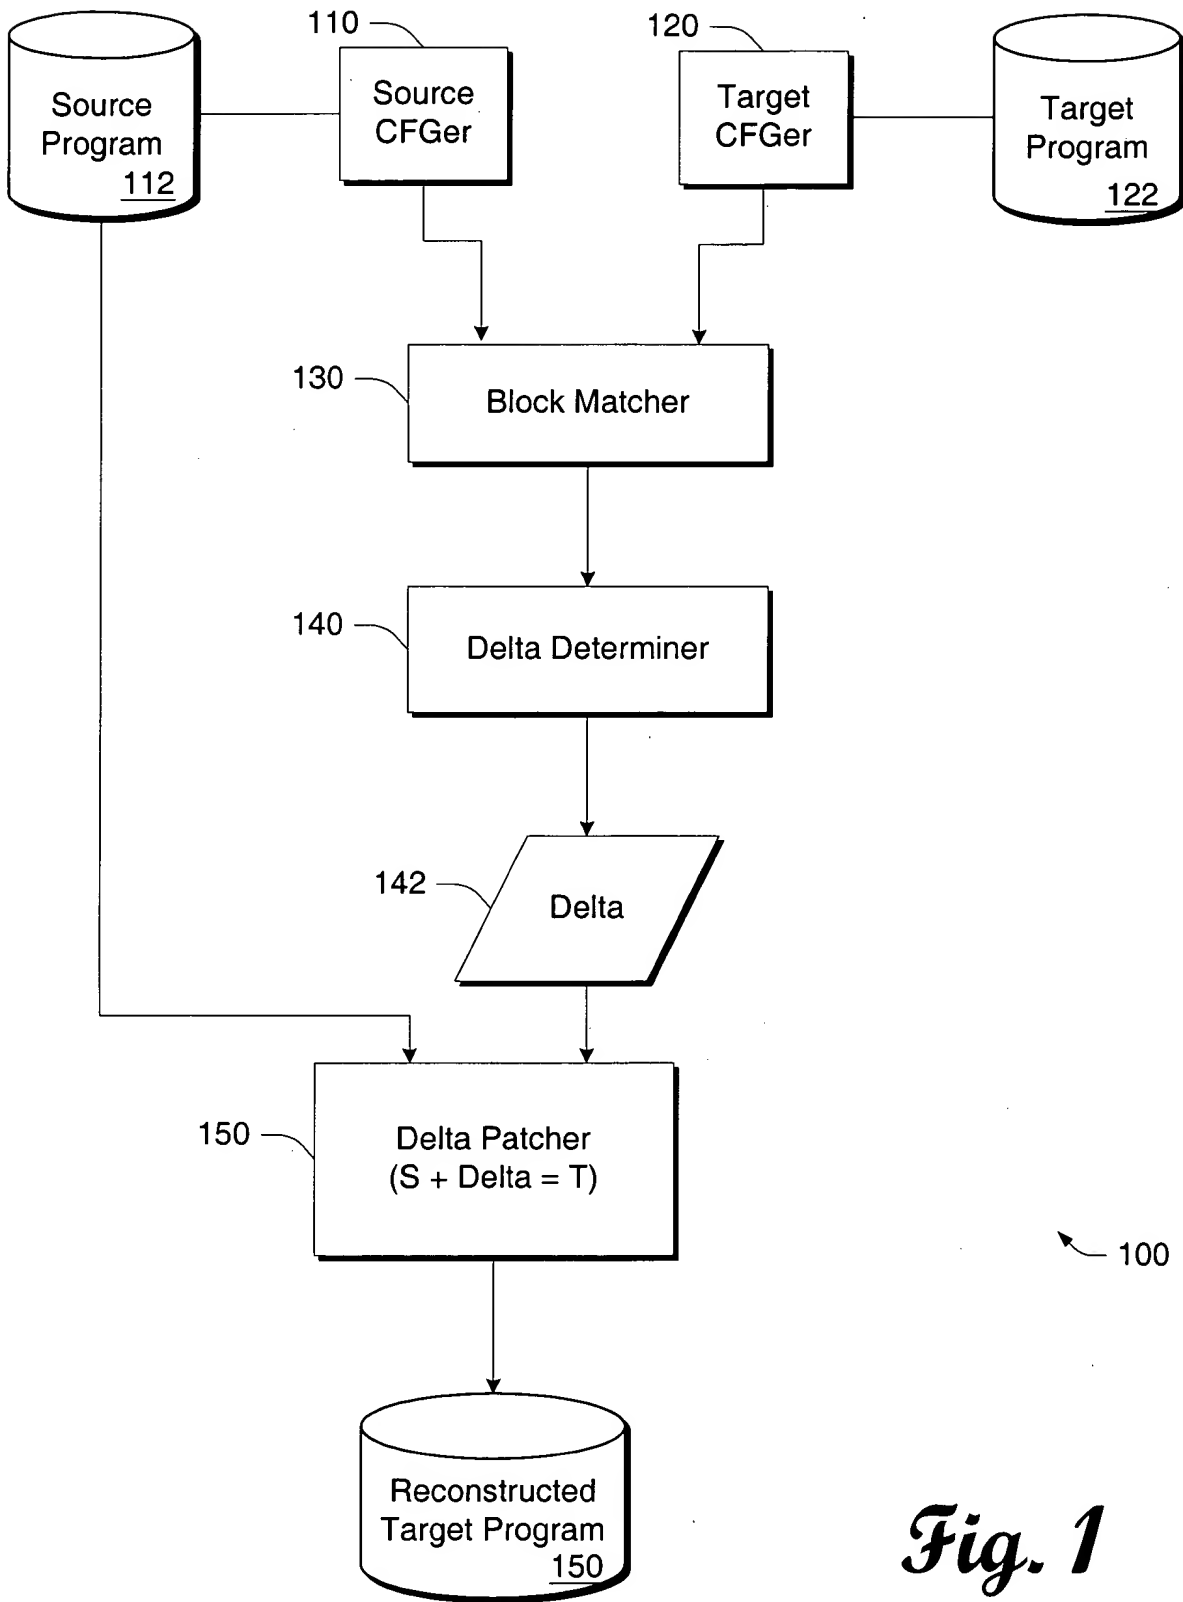 110
120
Source
Program
112
Source
CFGer
Target
CFGer
Target
Program
122
130
Block Matcher
140
Delta Determiner
142
Delta
150
Delta Patcher
(S + Delta = T)
100
Reconstructed
Target Program
150
Fig. 1